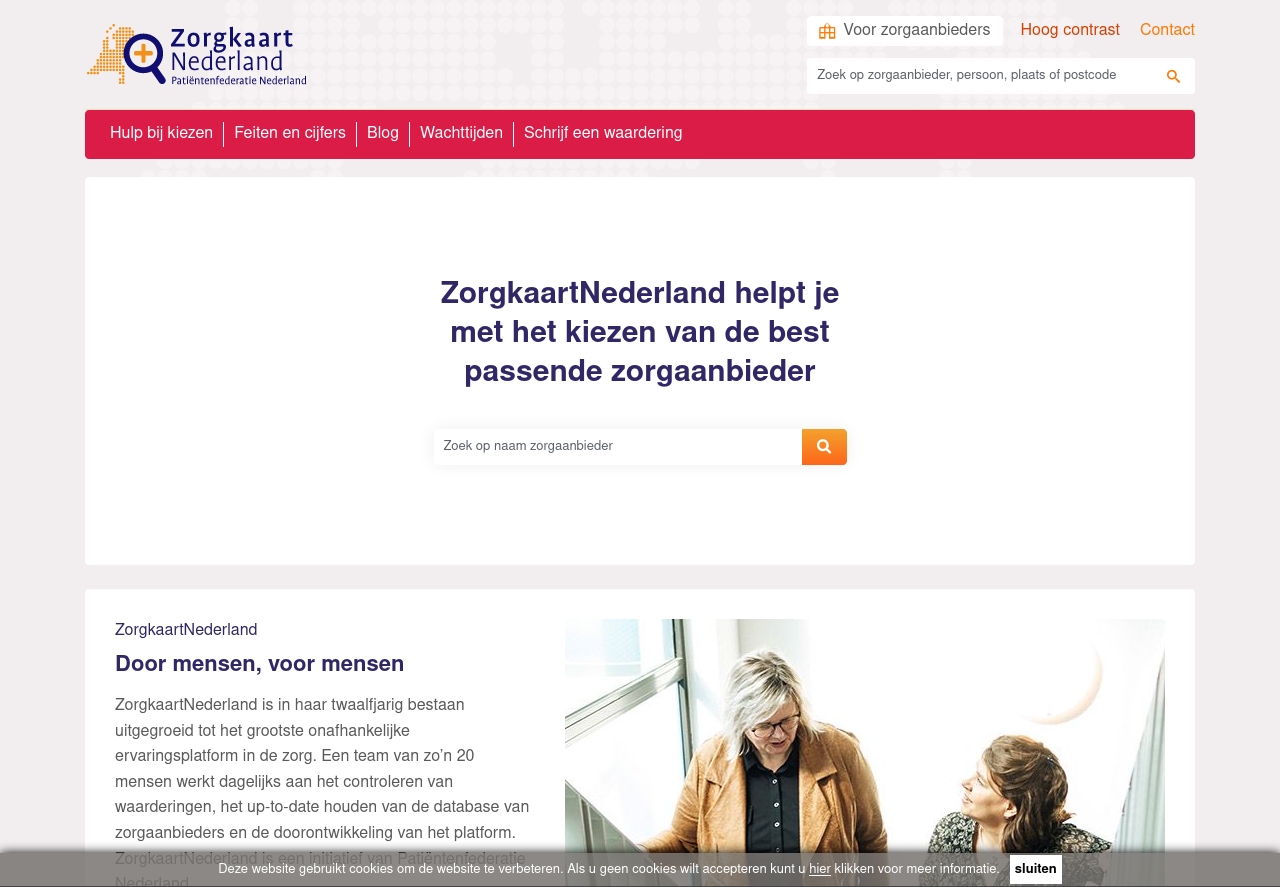 Zorgkaart
Nederland
Patiëntenfederatie Nederland
Voor zorgaanbieders
Hoog contrast
Contact
Zoek op zorgaanbieder, persoon, plaats of postcode
Hulp bij kiezen
Feiten en cijfers
Blog
Wachttijden
Schrijf een waardering
ZorgkaartNederland helpt je
met het kiezen van de best
passende zorgaanbieder
Zoek op naam zorgaanbieder
ZorgkaartNederland
Door mensen, voor mensen
ZorgkaartNederland is in haar twaalfjarig bestaan
uitgegroeid tot het grootste onafhankelijke
ervaringsplatform in de zorg. Een team van zo’n 20
mensen werkt dagelijks aan het controleren van
waarderingen, het up-to-date houden van de database van
zorgaanbieders en de doorontwikkeling van het platform.
ZorgkaartNederland is een initiatief van Patiëntenfederatie
Nederland.
Deze website gebruikt cookies om de website te verbeteren. Als u geen cookies wilt accepteren kunt u hier klikken voor meer informatie.
sluiten